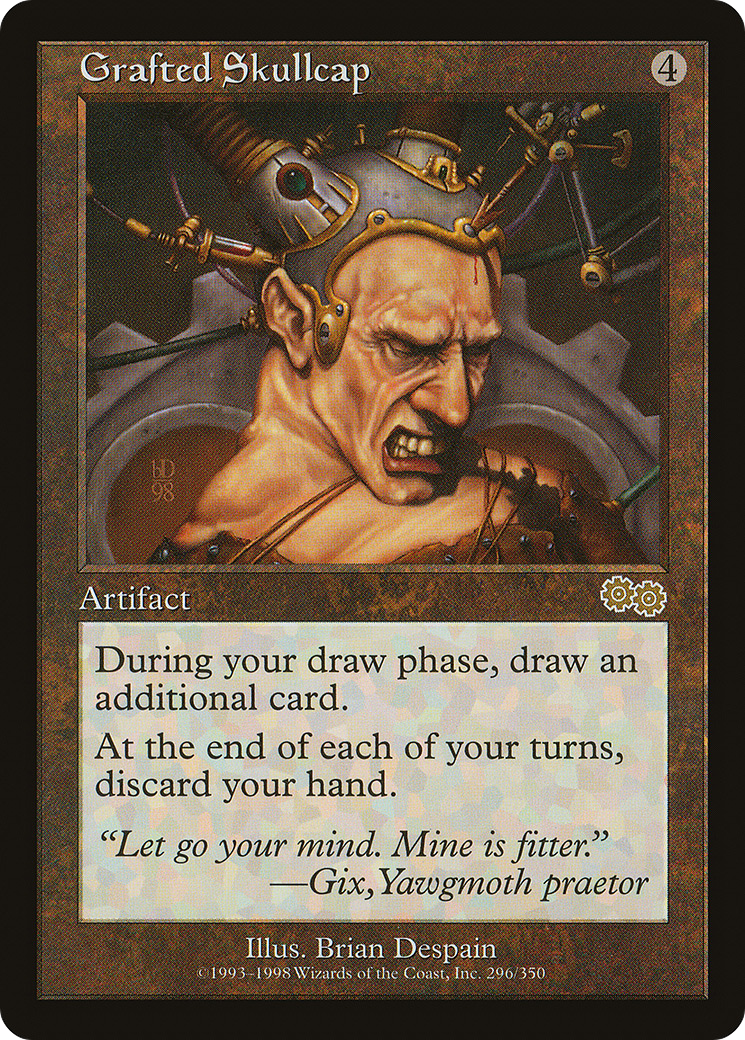 Grafted Skullcap
4
HD
98
Artifact
During your draw phase, draw an
additional card.
At the end of each of your turns,
discard your hand.
“Let go your mind. Mine is fitter.”
—Gix, Yawgmoth praetor
Illus. Brian Despain
©1993–1998 Wizards of the Coast, Inc. 296/350